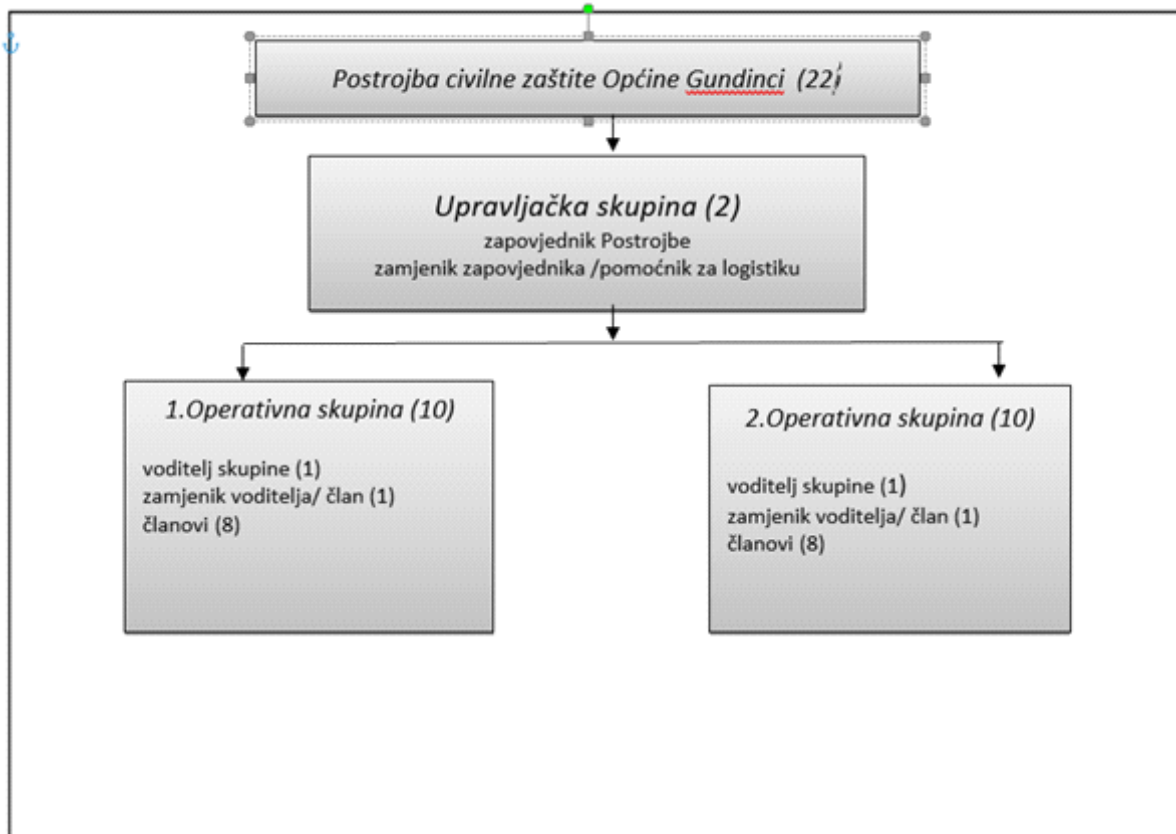 Postrojba civilne zaštite Općine Gundinci (22)
Upravljačka skupina (2)
zapovjednik Postrojbe
zamjenik zapovjednika /pomoćnik za logistiku
1.Operativna skupina (10)
voditelj skupine (1)
zamjenik voditelja/ član (1)
članovi (8)
2.Operativna skupina (10)
voditelj skupine (1)
zamjenik voditelja/ član (1)
članovi (8)